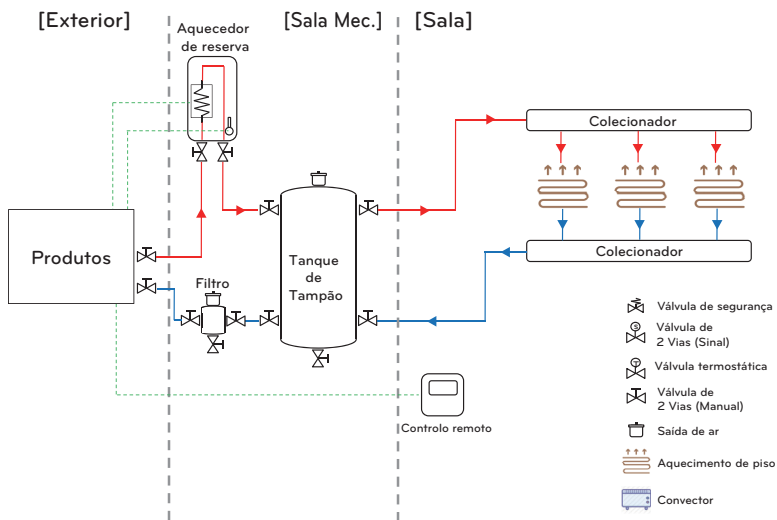 [Exterior]
Aquecedor
de reserva
[Sala Mec.]
[Sala]
Colecionador
Produtos
Filtro
Tanque
de
Tampão
Colecionador
Controlo remoto
Válvula de segurança
S
Válvula de
2 Vias (Sinal)
T
Válvula termostática
Válvula de
2 Vias (Manual)
Saída de ar
Aquecimento de piso
Convector